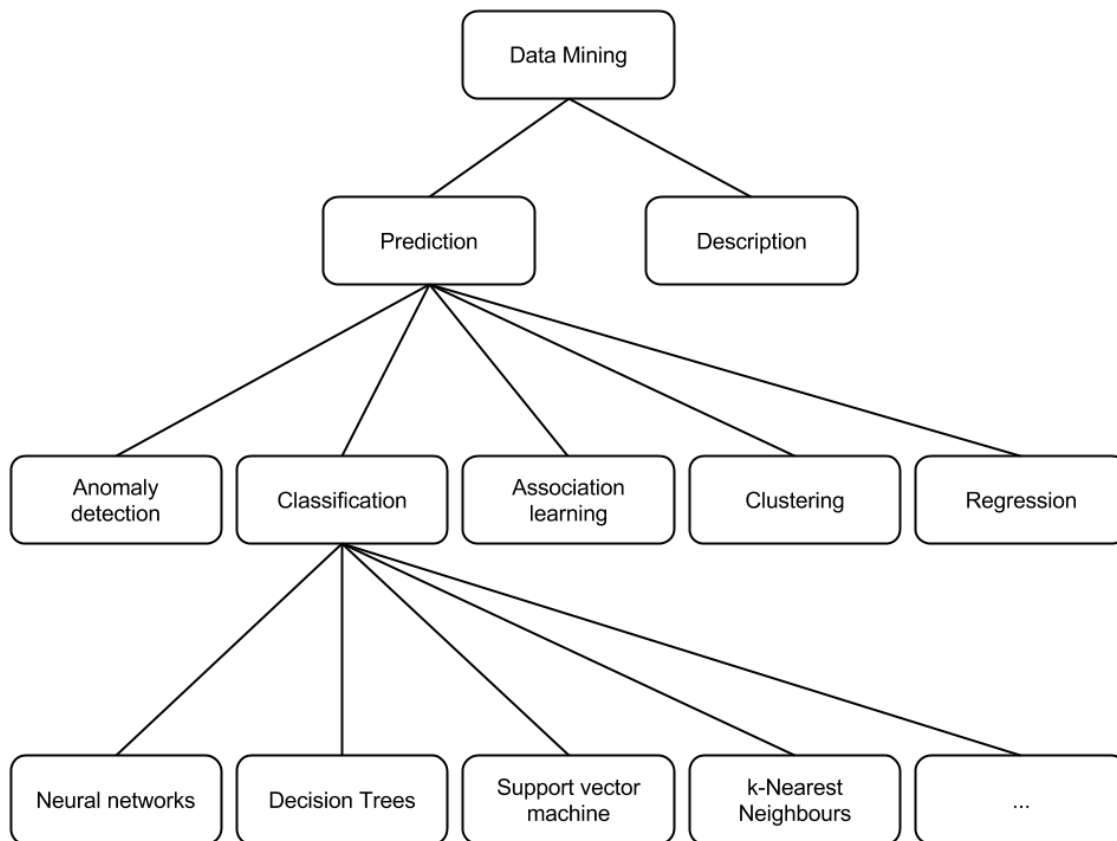 Data Mining
Prediction
Description
Anomaly
detection
Classification
Association
learning
Clustering
Regression
Neural networks
Decision Trees
Support vector
machine
k-Nearest
Neighbours
...